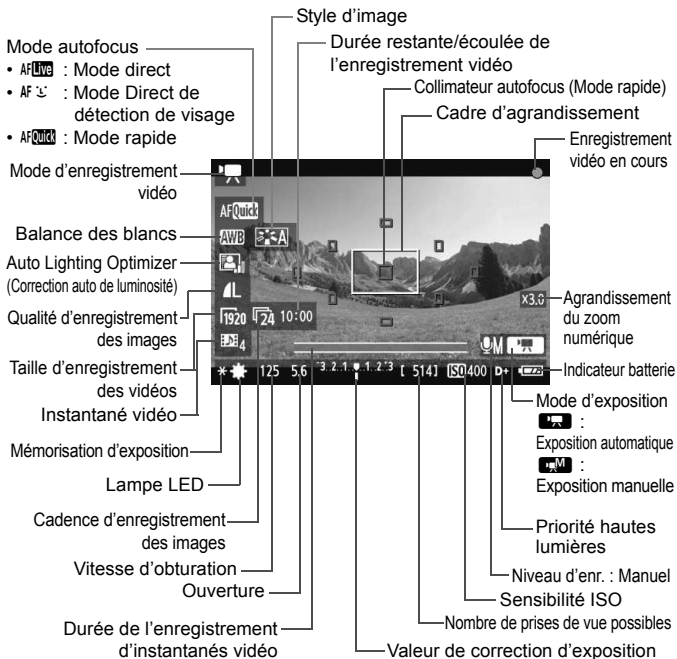 Style d'image
Mode autofocus
• AF Live : Mode direct
• AF : Mode Direct de
détection de visage
• AF Quick : Mode rapide
Durée restante/écoulée de
l'enregistrement vidéo
Collimateur autofocus (Mode rapide)
Cadre d'agrandissement
Enregistrement
vidéo en cours
Mode d'enregistrement
vidéo
AF Quick
Balance des blancs
AWB
A
Auto Lighting Optimizer
(Correction auto de luminosité)
L
Qualité d'enregistrement
des images
x3.0
Agrandissement
du zoom
numérique
1920 24 10:00
Taille d'enregistrement
des vidéos
4
M
Instantané vidéo
Indicateur batterie
* 125 5.6 -3..2..1..▼..1..2.+3 [ 514] ISO 400 D+
Mode d'exposition
:
Exposition automatique
M :
Exposition manuelle
Mémorisation d'exposition
Lampe LED
Cadence d'enregistrement
des images
Priorité hautes
lumières
Vitesse d'obturation
Niveau d'enr. : Manuel
Ouverture
Sensibilité ISO
Nombre de prises de vue possibles
Durée de l'enregistrement
d'instantanés vidéo
Valeur de correction d'exposition